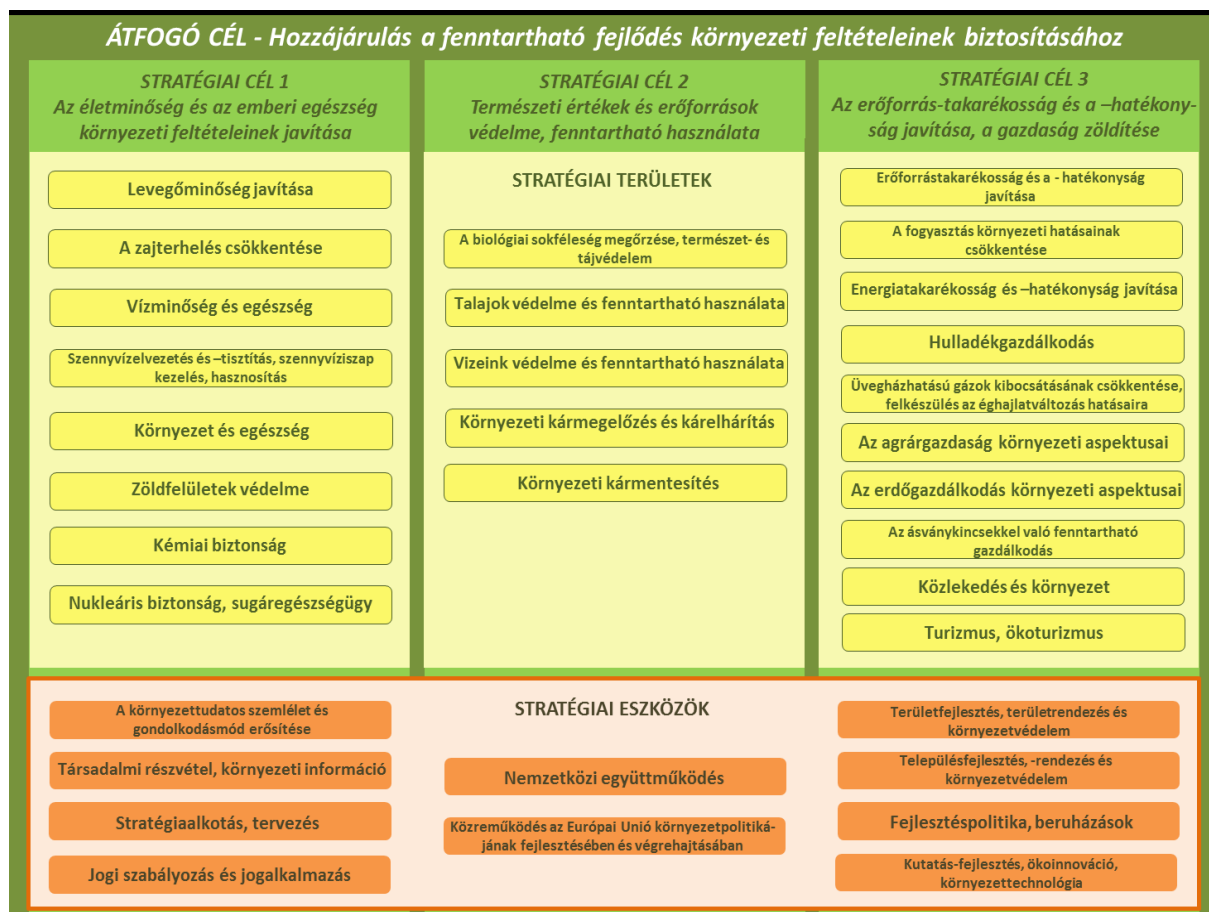 ÁTFOGÓ CÉL - Hozzájárulás a fenntartható fejlődés környezeti feltételeinek biztosításához
STRATÉGIAI CÉL 1
Az életminőség és az emberi egészség
környezeti feltételeinek javítása
Levegőminőség javítása
A zajterhelés csökkentése
Vízminőség és egészség
Szennyvízelvezetés és –tisztítás, szennyvíziszap
kezelés, hasznosítás
Környezet és egészség
Zöldfelületek védelme
Kémiai biztonság
Nukleáris biztonság, sugáregészségügy
STRATÉGIAI CÉL 2
Természeti értékek és erőforrások
védelme, fenntartható használata
STRATÉGIAI TERÜLETEK
A biológiai sokféleség megőrzése, természet- és
tájvédelem
Talajok védelme és fenntartható használata
Vizeink védelme és fenntartható használata
Környezeti kármegelőzés és kárelhárítás
Környezeti kármentesítés
STRATÉGIAI CÉL 3
Az erőforrás-takarékosság és a –hatékony-
ság javítása, a gazdaság zöldítése
Erőforrástakarékosság és a - hatékonyság
javítása
A fogyasztás környezeti hatásainak
csökkentése
Energiatakarékosság és –hatékonyság javítása
Hulladékgazdálkodás
Üvegházhatású gázok kibocsátásának csökkentése,
felkészülés az éghajlatváltozás hatásaira
Az agrárgazdaság környezeti aspektusai
Az erdőgazdálkodás környezeti aspektusai
Az ásványkincsekkel való fenntartható
gazdálkodás
Közlekedés és környezet
Turizmus, ökoturizmus
STRATÉGIAI ESZKÖZÖK
A környezettudatos szemlélet és
gondolkodásmód erősítése
Társadalmi részvétel, környezeti információ
Stratégiaalkotás, tervezés
Jogi szabályozás és jogalkalmazás
Nemzetközi együttműködés
Közreműködés az Európai Unió környezetpolitiká-
jának fejlesztésében és végrehajtásában
Területfejlesztés, területrendezés és
környezetvédelem
Településfejlesztés, -rendezés és
környezetvédelem
Fejlesztéspolitika, beruházások
Kutatás-fejlesztés, ökoinnováció,
környezettechnológia